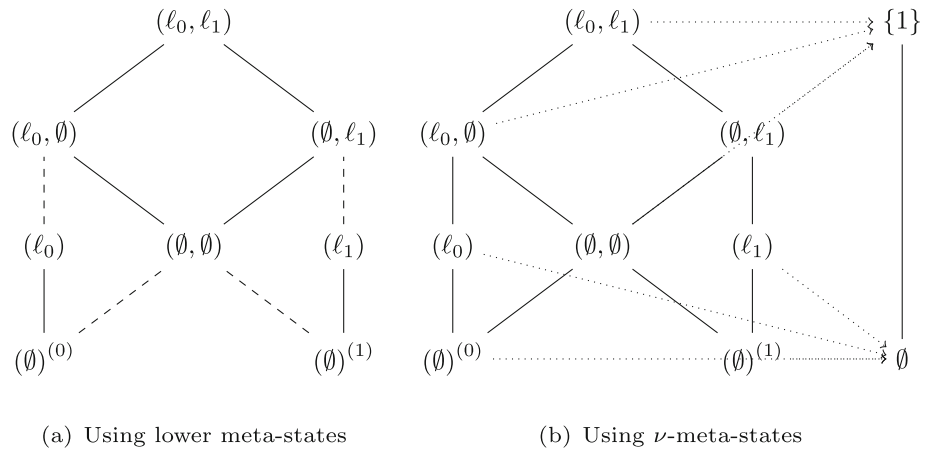 (ℓ₀, ℓ₁) (ℓ₀, ℓ₁) {1}
(ℓ₀, ∅) (∅, ℓ₁) (ℓ₀, ∅) (∅, ℓ₁)
(ℓ₀) (∅, ∅) (ℓ₁) (ℓ₀) (∅, ∅) (ℓ₁)
(∅)⁽⁰⁾ (∅)⁽¹⁾ (∅)⁽⁰⁾ (∅)⁽¹⁾ ∅
(a) Using lower meta-states (b) Using ν-meta-states